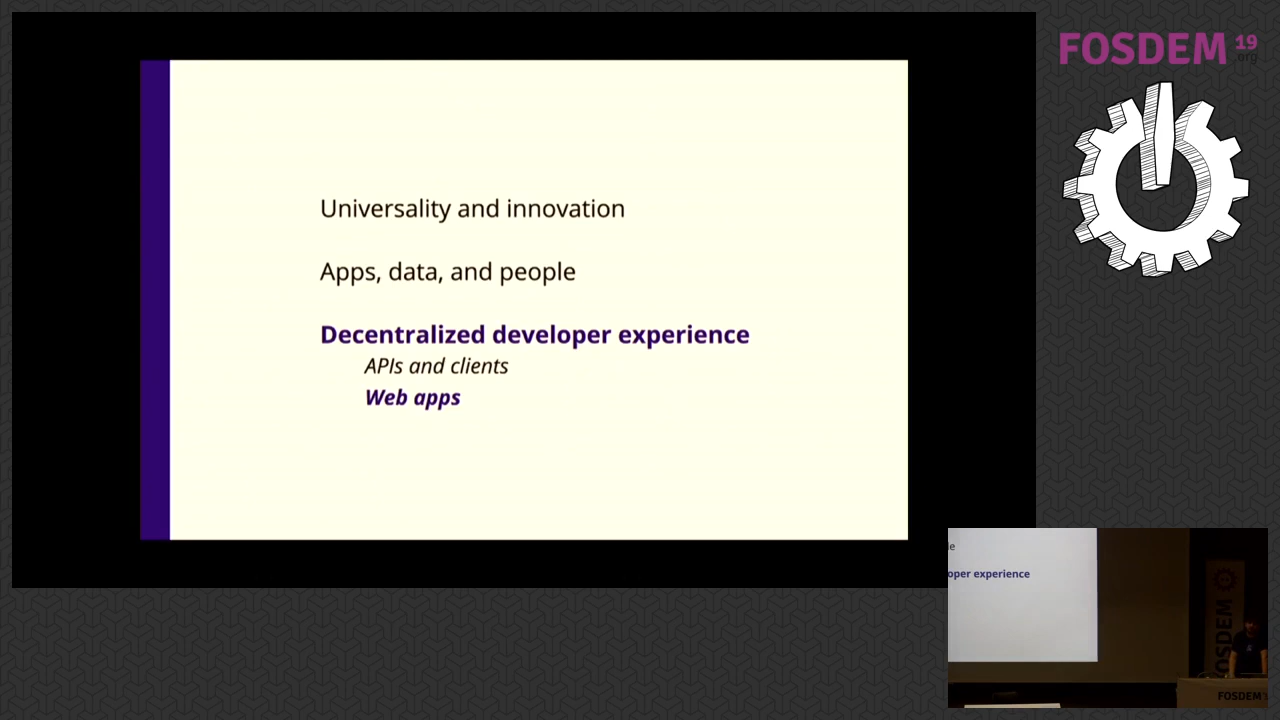 FOSDEM 19
.org
Universality and innovation
Apps, data, and people
Decentralized developer experience
APIs and clients
Web apps
oper experience
FOSDEM
FOSDEM